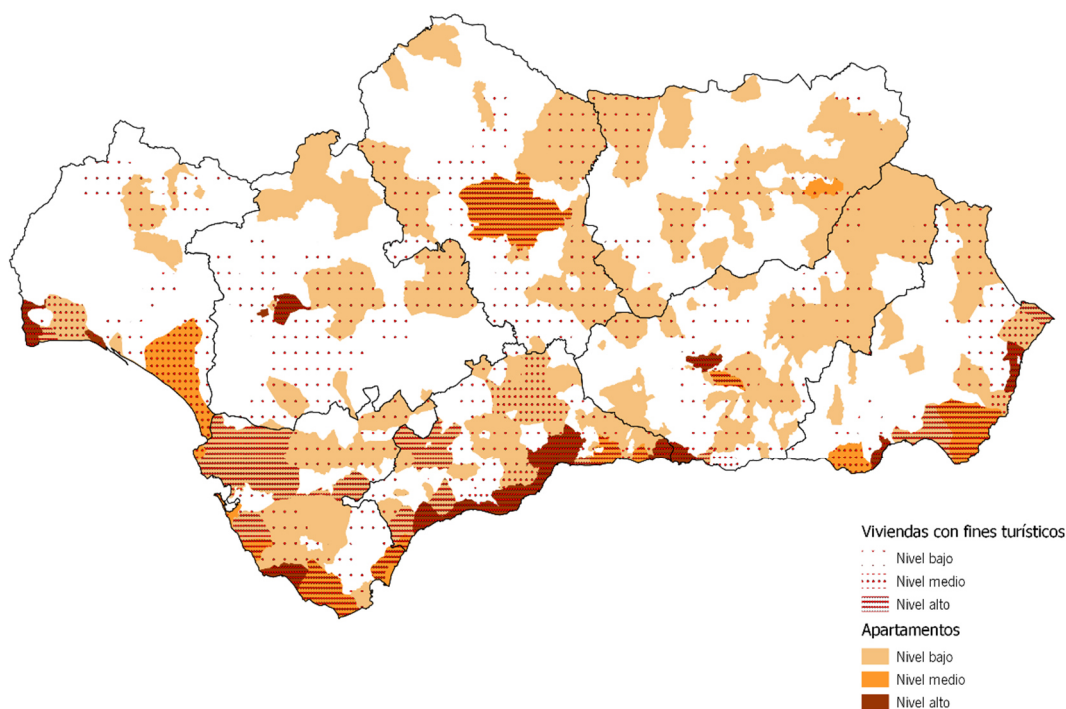 Viviendas con fines turísticos
Nivel bajo
Nivel medio
Nivel alto
Apartamentos
Nivel bajo
Nivel medio
Nivel alto